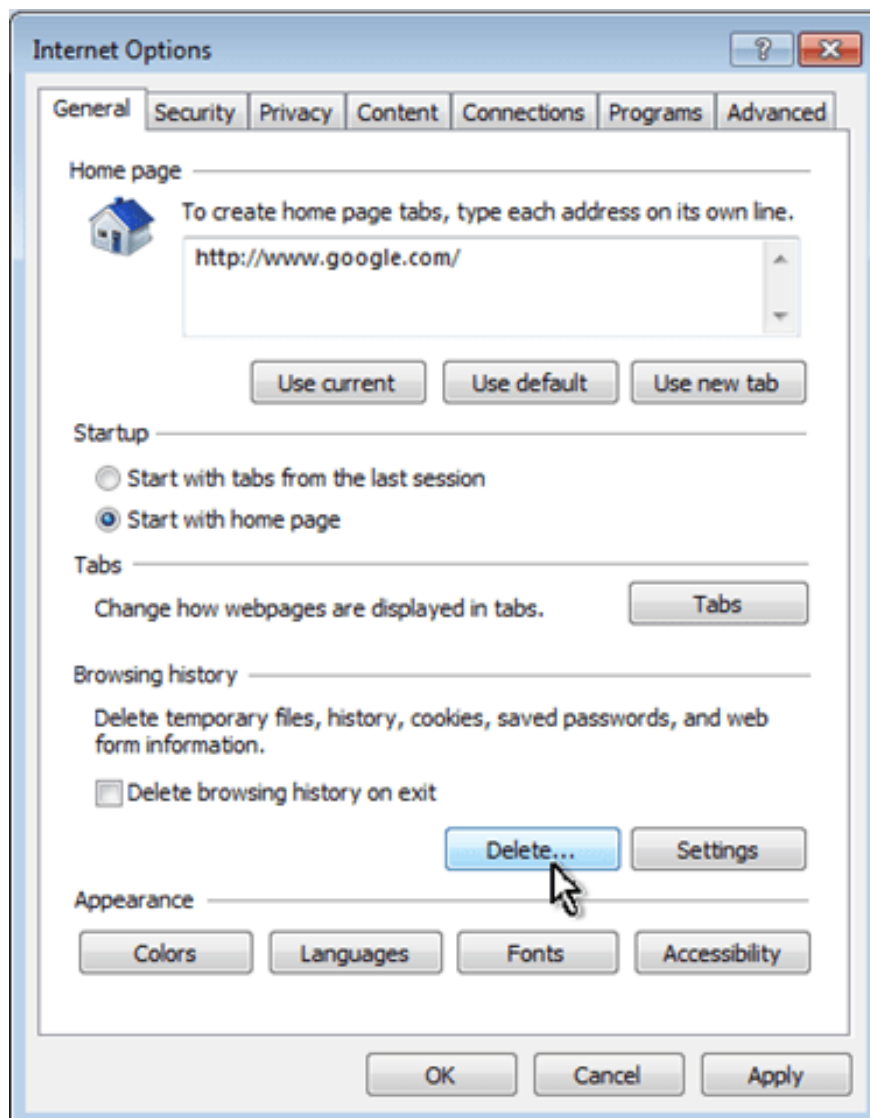 Internet Options
General Security Privacy Content Connections Programs Advanced
Home page
To create home page tabs, type each address on its own line.
http://www.google.com/
Use current Use default Use new tab
Startup
Start with tabs from the last session
Start with home page
Tabs
Change how webpages are displayed in tabs. Tabs
Browsing history
Delete temporary files, history, cookies, saved passwords, and web
form information.
Delete browsing history on exit
Delete... Settings
Appearance
Colors Languages Fonts Accessibility
OK Cancel Apply